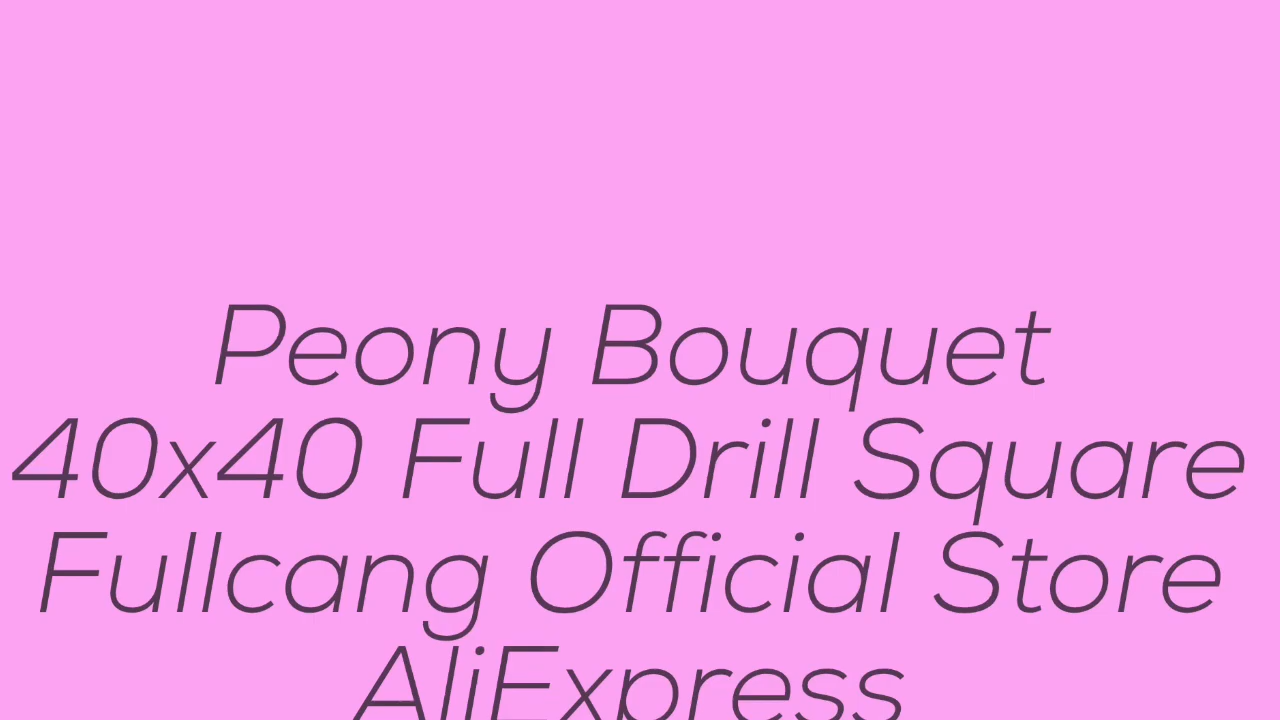 Peony Bouquet
40x40 Full Drill Square
Fullcang Official Store
AliExpress